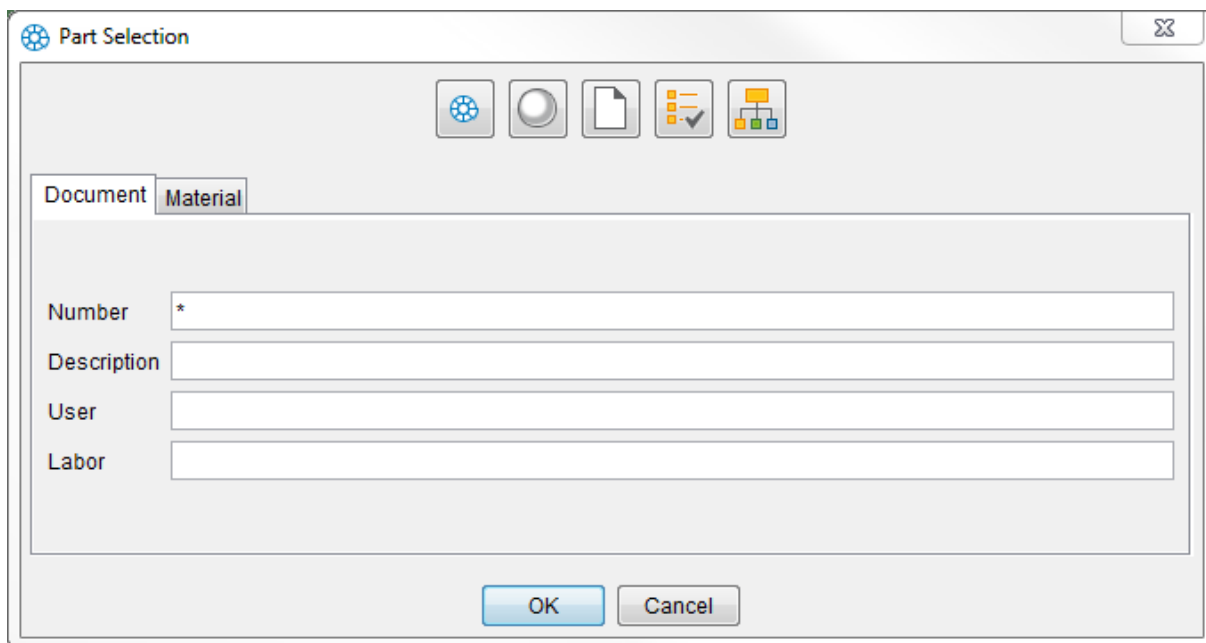 Part Selection
Document Material
Number *
Description
User
Labor
OK Cancel